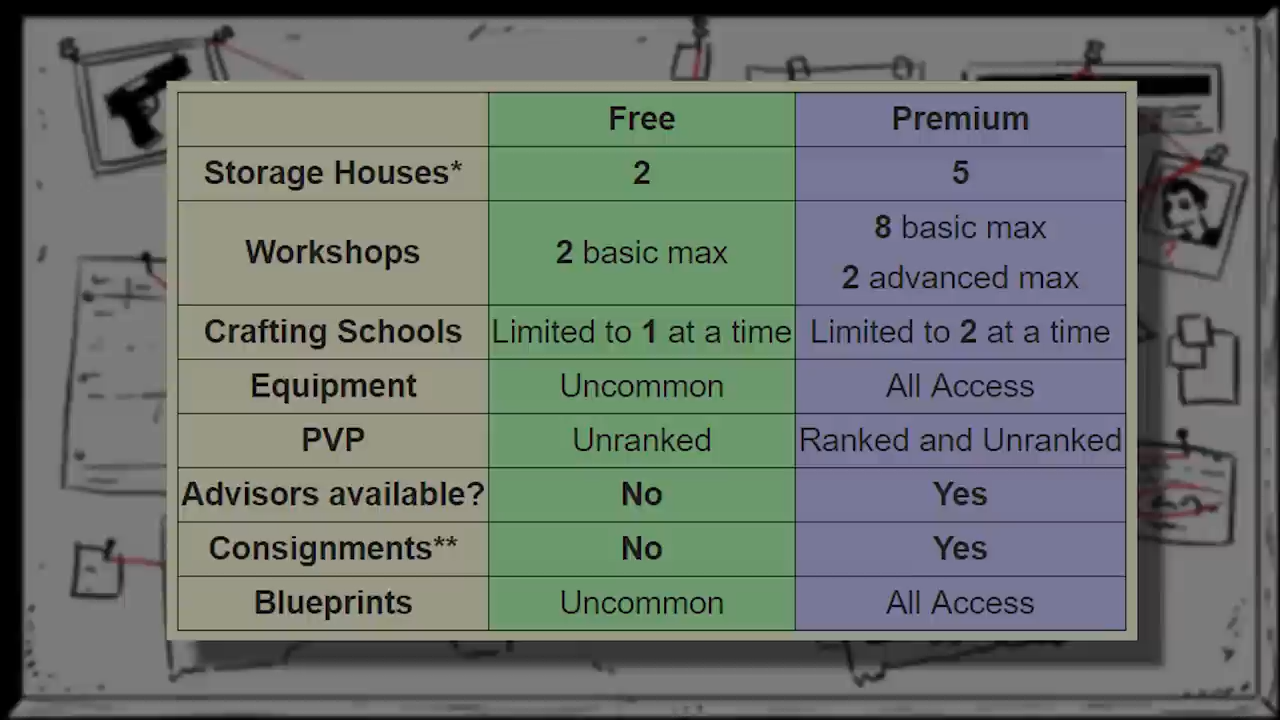 Free Premium
Storage Houses* 2 5
Workshops 2 basic max 8 basic max
2 advanced max
Crafting Schools Limited to 1 at a time Limited to 2 at a time
Equipment Uncommon All Access
PVP Unranked Ranked and Unranked
Advisors available? No Yes
Consignments** No Yes
Blueprints Uncommon All Access